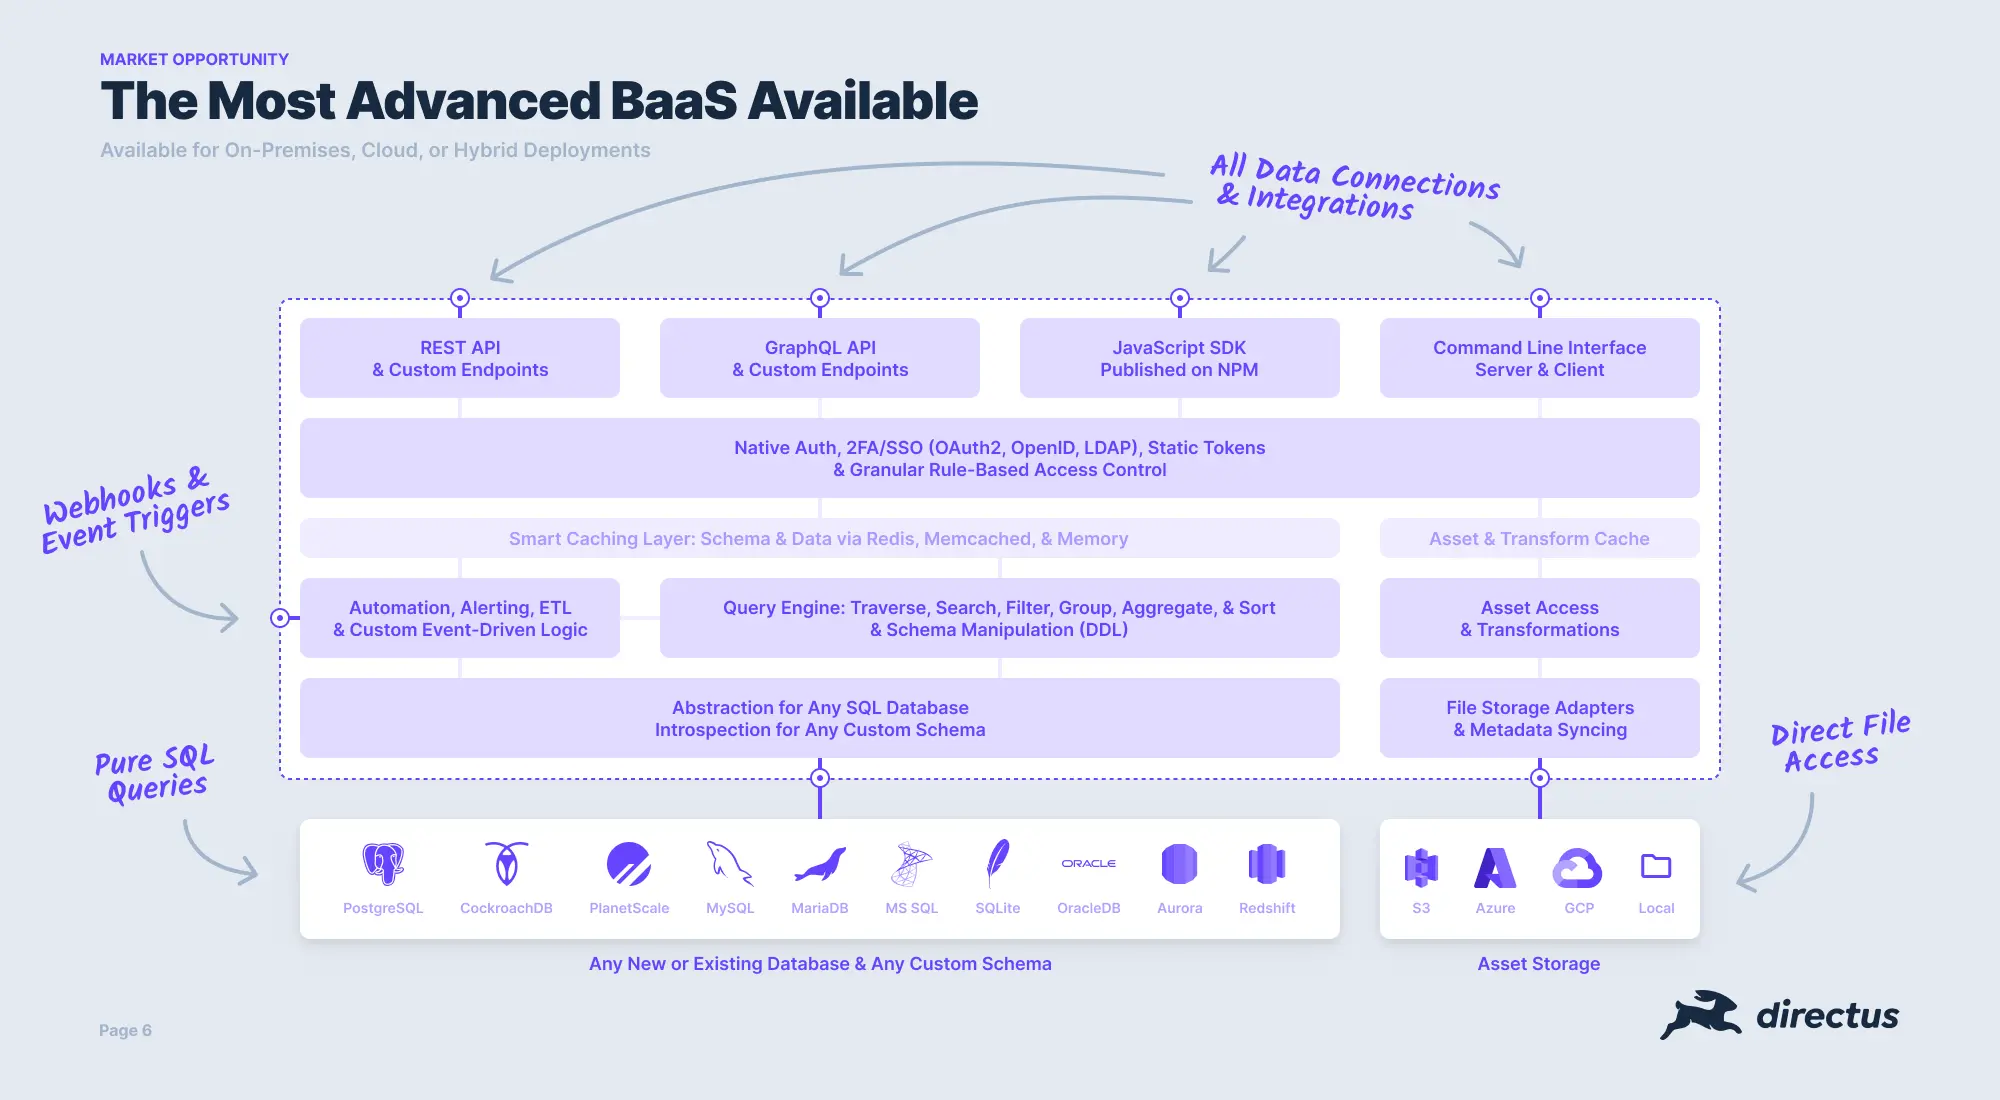 MARKET OPPORTUNITY
The Most Advanced BaaS Available
Available for On-Premises, Cloud, or Hybrid Deployments
All Data Connections
& Integrations
REST API
& Custom Endpoints
GraphQL API
& Custom Endpoints
JavaScript SDK
Published on NPM
Command Line Interface
Server & Client
Native Auth, 2FA/SSO (OAuth2, OpenID, LDAP), Static Tokens
& Granular Rule-Based Access Control
Webhooks &
Event Triggers
Smart Caching Layer: Schema & Data via Redis, Memcached, & Memory
Asset & Transform Cache
Automation, Alerting, ETL
& Custom Event-Driven Logic
Query Engine: Traverse, Search, Filter, Group, Aggregate, & Sort
& Schema Manipulation (DDL)
Asset Access
& Transformations
Abstraction for Any SQL Database
Introspection for Any Custom Schema
File Storage Adapters
& Metadata Syncing
Pure SQL
Queries
Direct File
Access
ORACLE
PostgreSQL
CockroachDB
PlanetScale
MySQL
MariaDB
MS SQL
SQLite
OracleDB
Aurora
Redshift
S3
Azure
GCP
Local
Any New or Existing Database & Any Custom Schema
Asset Storage
directus
Page 6